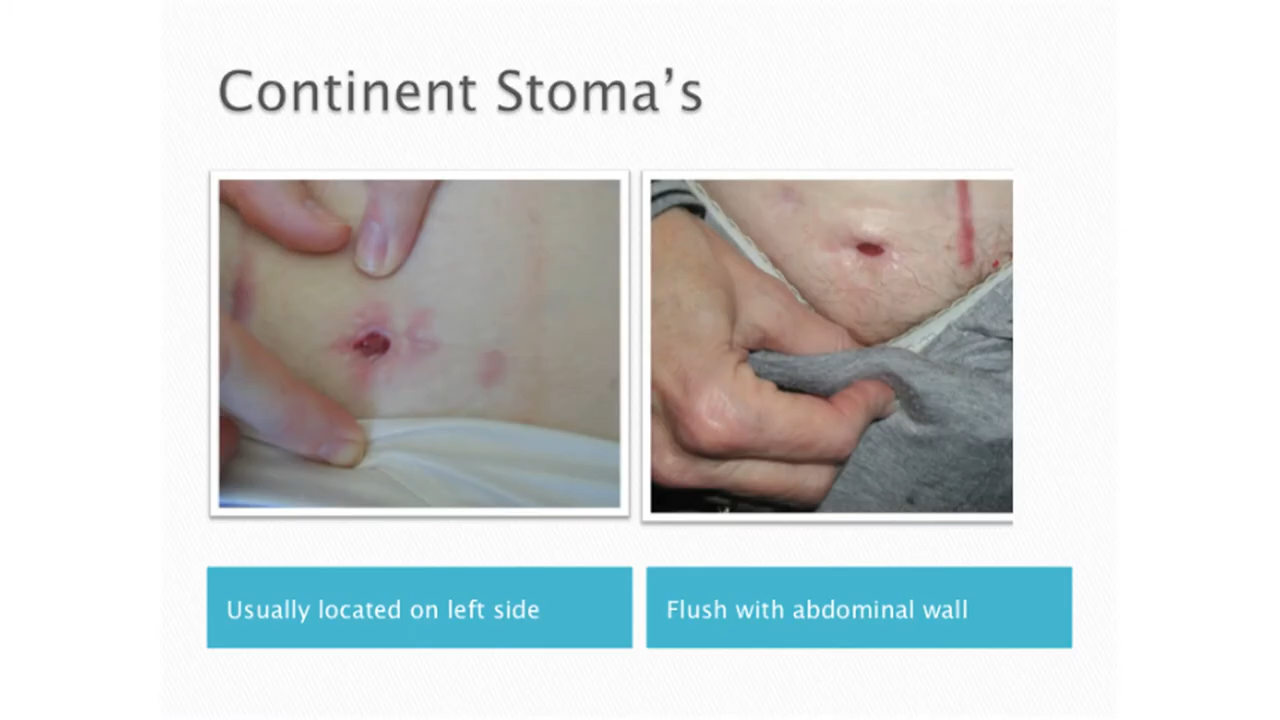 Continent Stoma’s
Usually located on left side
Flush with abdominal wall